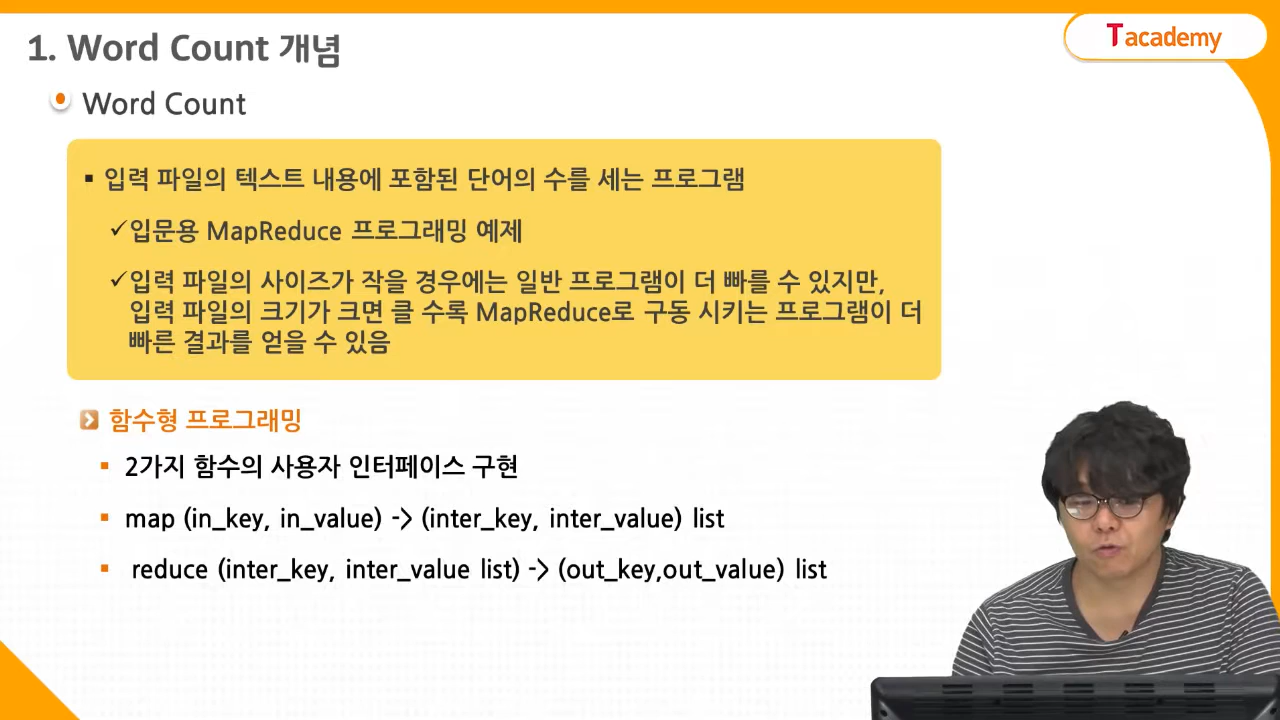 1. Word Count 개념
Tacademy
Word Count
▪ 입력 파일의 텍스트 내용에 포함된 단어의 수를 세는 프로그램
✓입문용 MapReduce 프로그래밍 예제
✓입력 파일의 사이즈가 작을 경우에는 일반 프로그램이 더 빠를 수 있지만,
입력 파일의 크기가 크면 클 수록 MapReduce로 구동 시키는 프로그램이 더
빠른 결과를 얻을 수 있음
함수형 프로그래밍
▪ 2가지 함수의 사용자 인터페이스 구현
▪ map (in_key, in_value) -> (inter_key, inter_value) list
▪ reduce (inter_key, inter_value list) -> (out_key,out_value) list